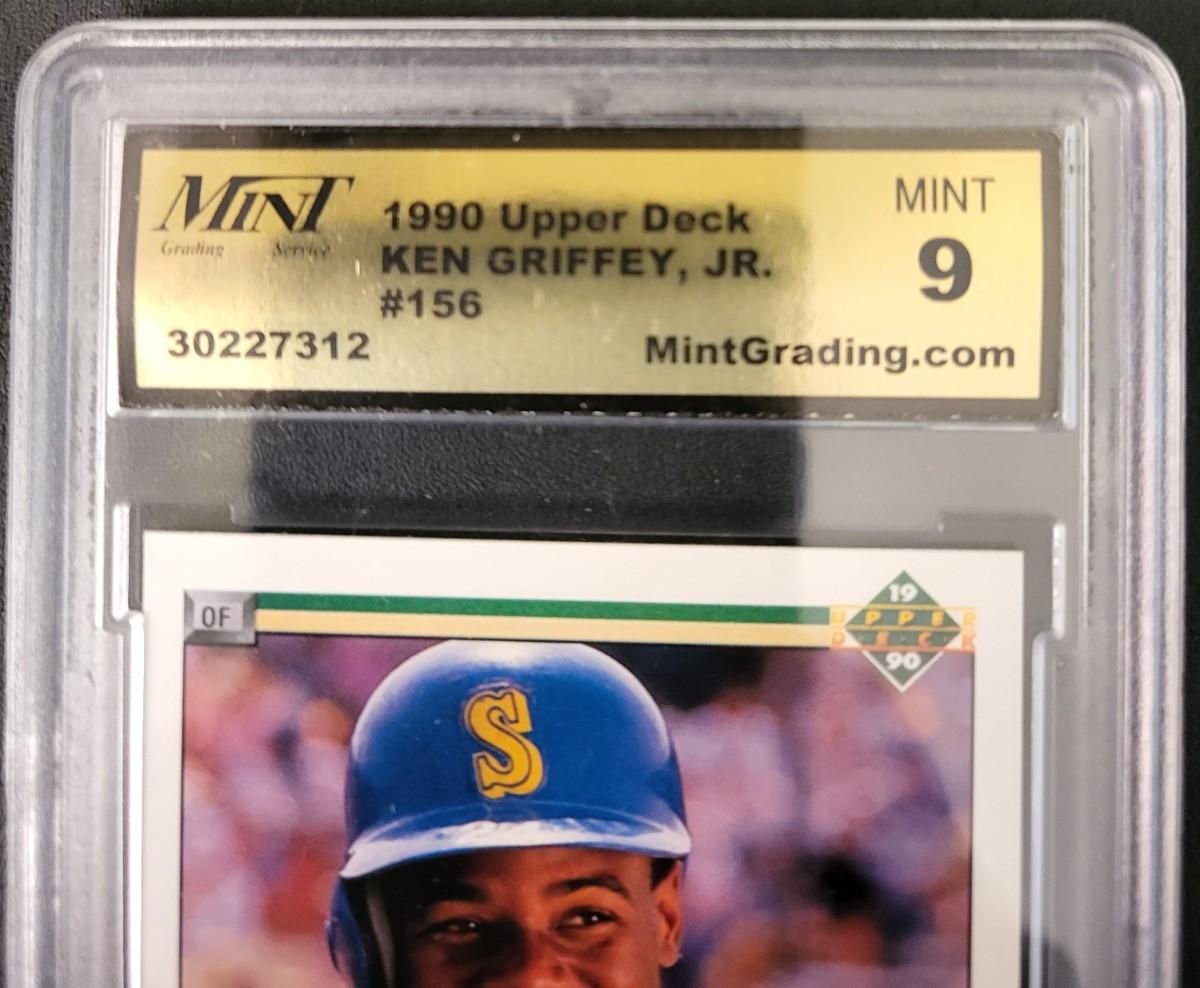 MINT
Grading Service
1990 Upper Deck
KEN GRIFFEY, JR.
#156
30227312
MINT
9
MintGrading.com
OF
19
UPPER
DECK
90
S